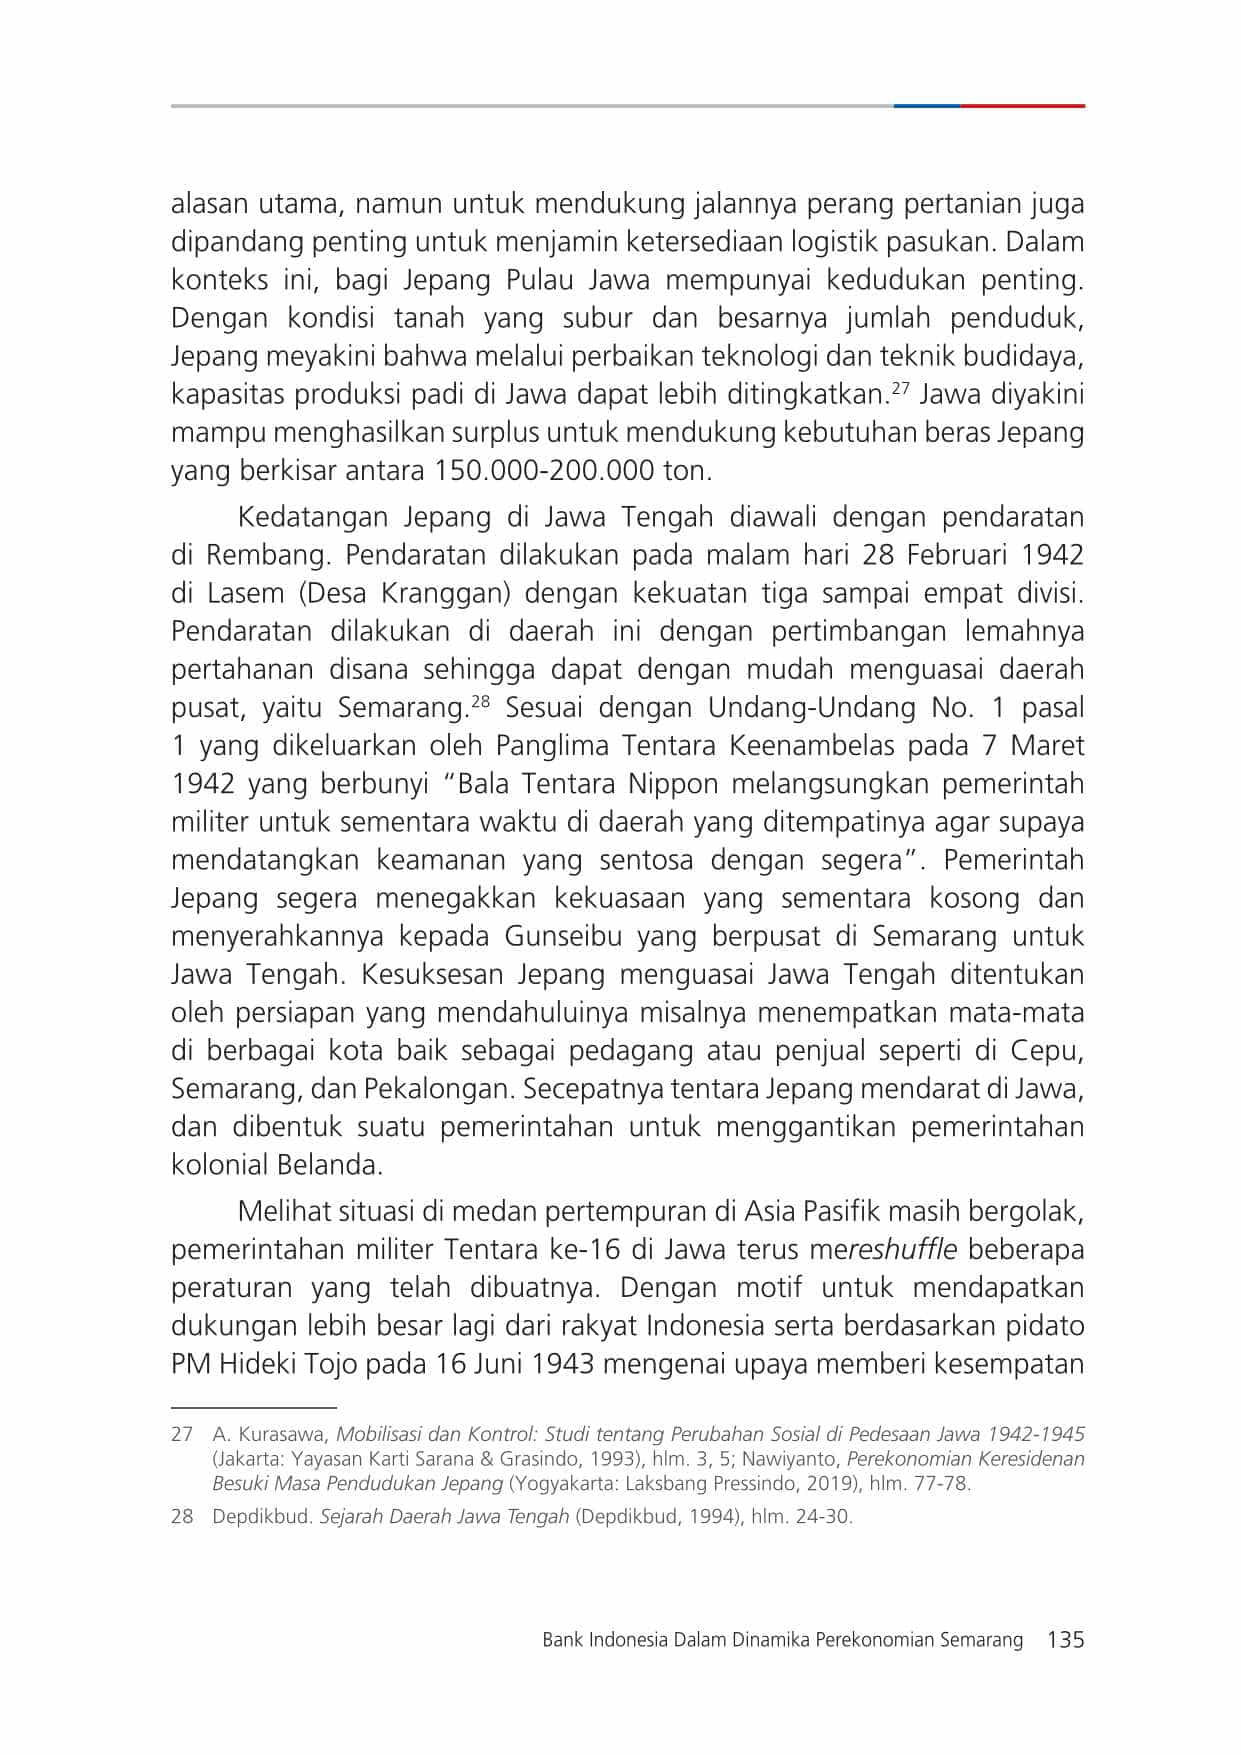 alasan utama, namun untuk mendukung jalannya perang pertanian juga
dipandang penting untuk menjamin ketersediaan logistik pasukan. Dalam
konteks ini, bagi Jepang Pulau Jawa mempunyai kedudukan penting.
Dengan kondisi tanah yang subur dan besarnya jumlah penduduk,
Jepang meyakini bahwa melalui perbaikan teknologi dan teknik budidaya,
kapasitas produksi padi di Jawa dapat lebih ditingkatkan.27 Jawa diyakini
mampu menghasilkan surplus untuk mendukung kebutuhan beras Jepang
yang berkisar antara 150.000-200.000 ton.
Kedatangan Jepang di Jawa Tengah diawali dengan pendaratan
di Rembang. Pendaratan dilakukan pada malam hari 28 Februari 1942
di Lasem (Desa Kranggan) dengan kekuatan tiga sampai empat divisi.
Pendaratan dilakukan di daerah ini dengan pertimbangan lemahnya
pertahanan disana sehingga dapat dengan mudah menguasai daerah
pusat, yaitu Semarang.28 Sesuai dengan Undang-Undang No. 1 pasal
1 yang dikeluarkan oleh Panglima Tentara Keenambelas pada 7 Maret
1942 yang berbunyi “Bala Tentara Nippon melangsungkan pemerintah
militer untuk sementara waktu di daerah yang ditempatinya agar supaya
mendatangkan keamanan yang sentosa dengan segera”. Pemerintah
Jepang segera menegakkan kekuasaan yang sementara kosong dan
menyerahkannya kepada Gunseibu yang berpusat di Semarang untuk
Jawa Tengah. Kesuksesan Jepang menguasai Jawa Tengah ditentukan
oleh persiapan yang mendahuluinya misalnya menempatkan mata-mata
di berbagai kota baik sebagai pedagang atau penjual seperti di Cepu,
Semarang, dan Pekalongan. Secepatnya tentara Jepang mendarat di Jawa,
dan dibentuk suatu pemerintahan untuk menggantikan pemerintahan
kolonial Belanda.
Melihat situasi di medan pertempuran di Asia Pasifik masih bergolak,
pemerintahan militer Tentara ke-16 di Jawa terus mereshuffle beberapa
peraturan yang telah dibuatnya. Dengan motif untuk mendapatkan
dukungan lebih besar lagi dari rakyat Indonesia serta berdasarkan pidato
PM Hideki Tojo pada 16 Juni 1943 mengenai upaya memberi kesempatan
27 A. Kurasawa, Mobilisasi dan Kontrol: Studi tentang Perubahan Sosial di Pedesaan Jawa 1942-1945
(Jakarta: Yayasan Karti Sarana & Grasindo, 1993), hlm. 3, 5; Nawiyanto, Perekonomian Keresidenan
Besuki Masa Pendudukan Jepang (Yogyakarta: Laksbang Pressindo, 2019), hlm. 77-78.
28 Depdikbud. Sejarah Daerah Jawa Tengah (Depdikbud, 1994), hlm. 24-30.
Bank Indonesia Dalam Dinamika Perekonomian Semarang 135